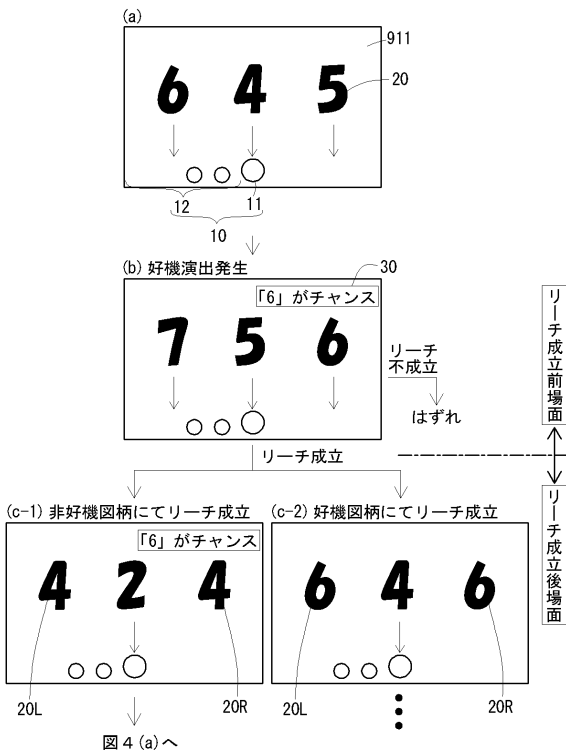 (a)
911
6 4 5
20
12
11
10
(b) 好機演出発生
30
「6」がチャンス
7 5 6
リーチ
不成立
はずれ
リーチ成立前場面
リーチ成立
リーチ成立後場面
(c-1) 非好機図柄にてリーチ成立
「6」がチャンス
4 2 4
20L
20R
図4(a)へ
(c-2) 好機図柄にてリーチ成立
6 4 6
20L
20R